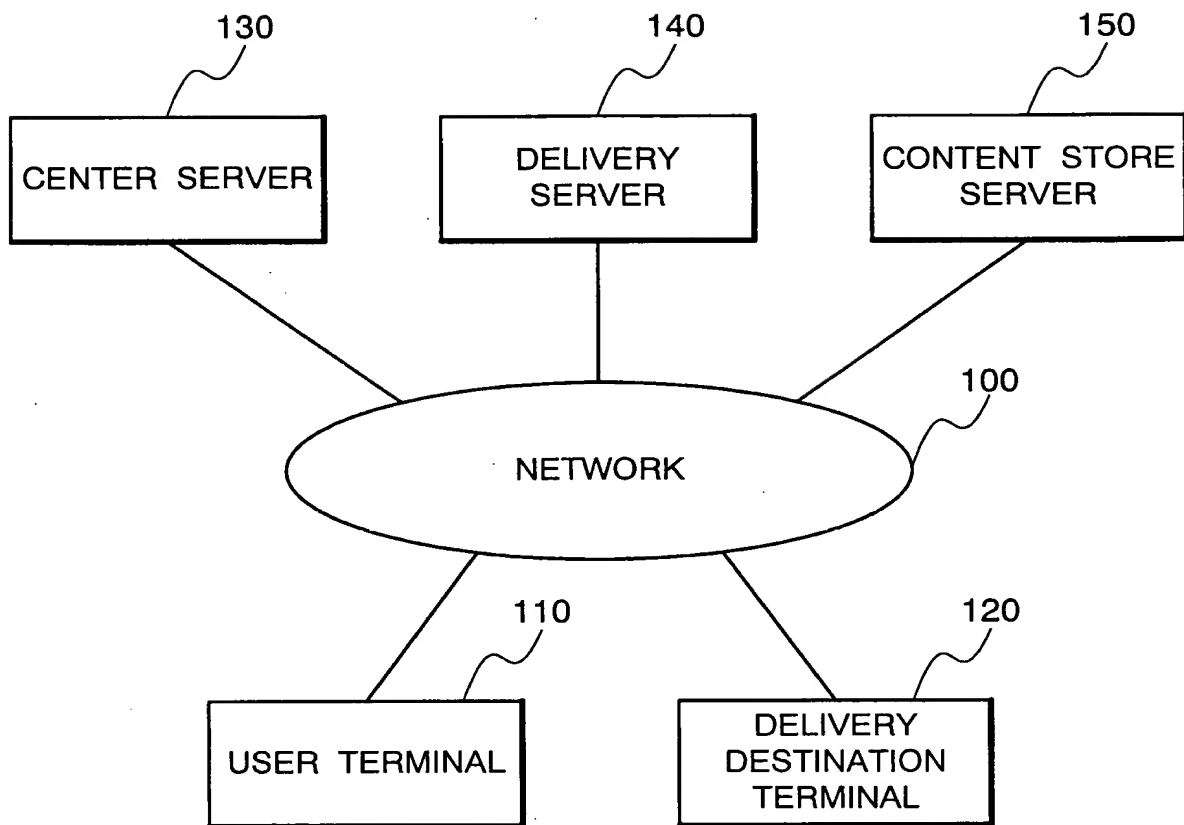 130
140
150
CENTER SERVER
DELIVERY
SERVER
CONTENT STORE
SERVER
100
NETWORK
110
120
USER TERMINAL
DELIVERY
DESTINATION
TERMINAL